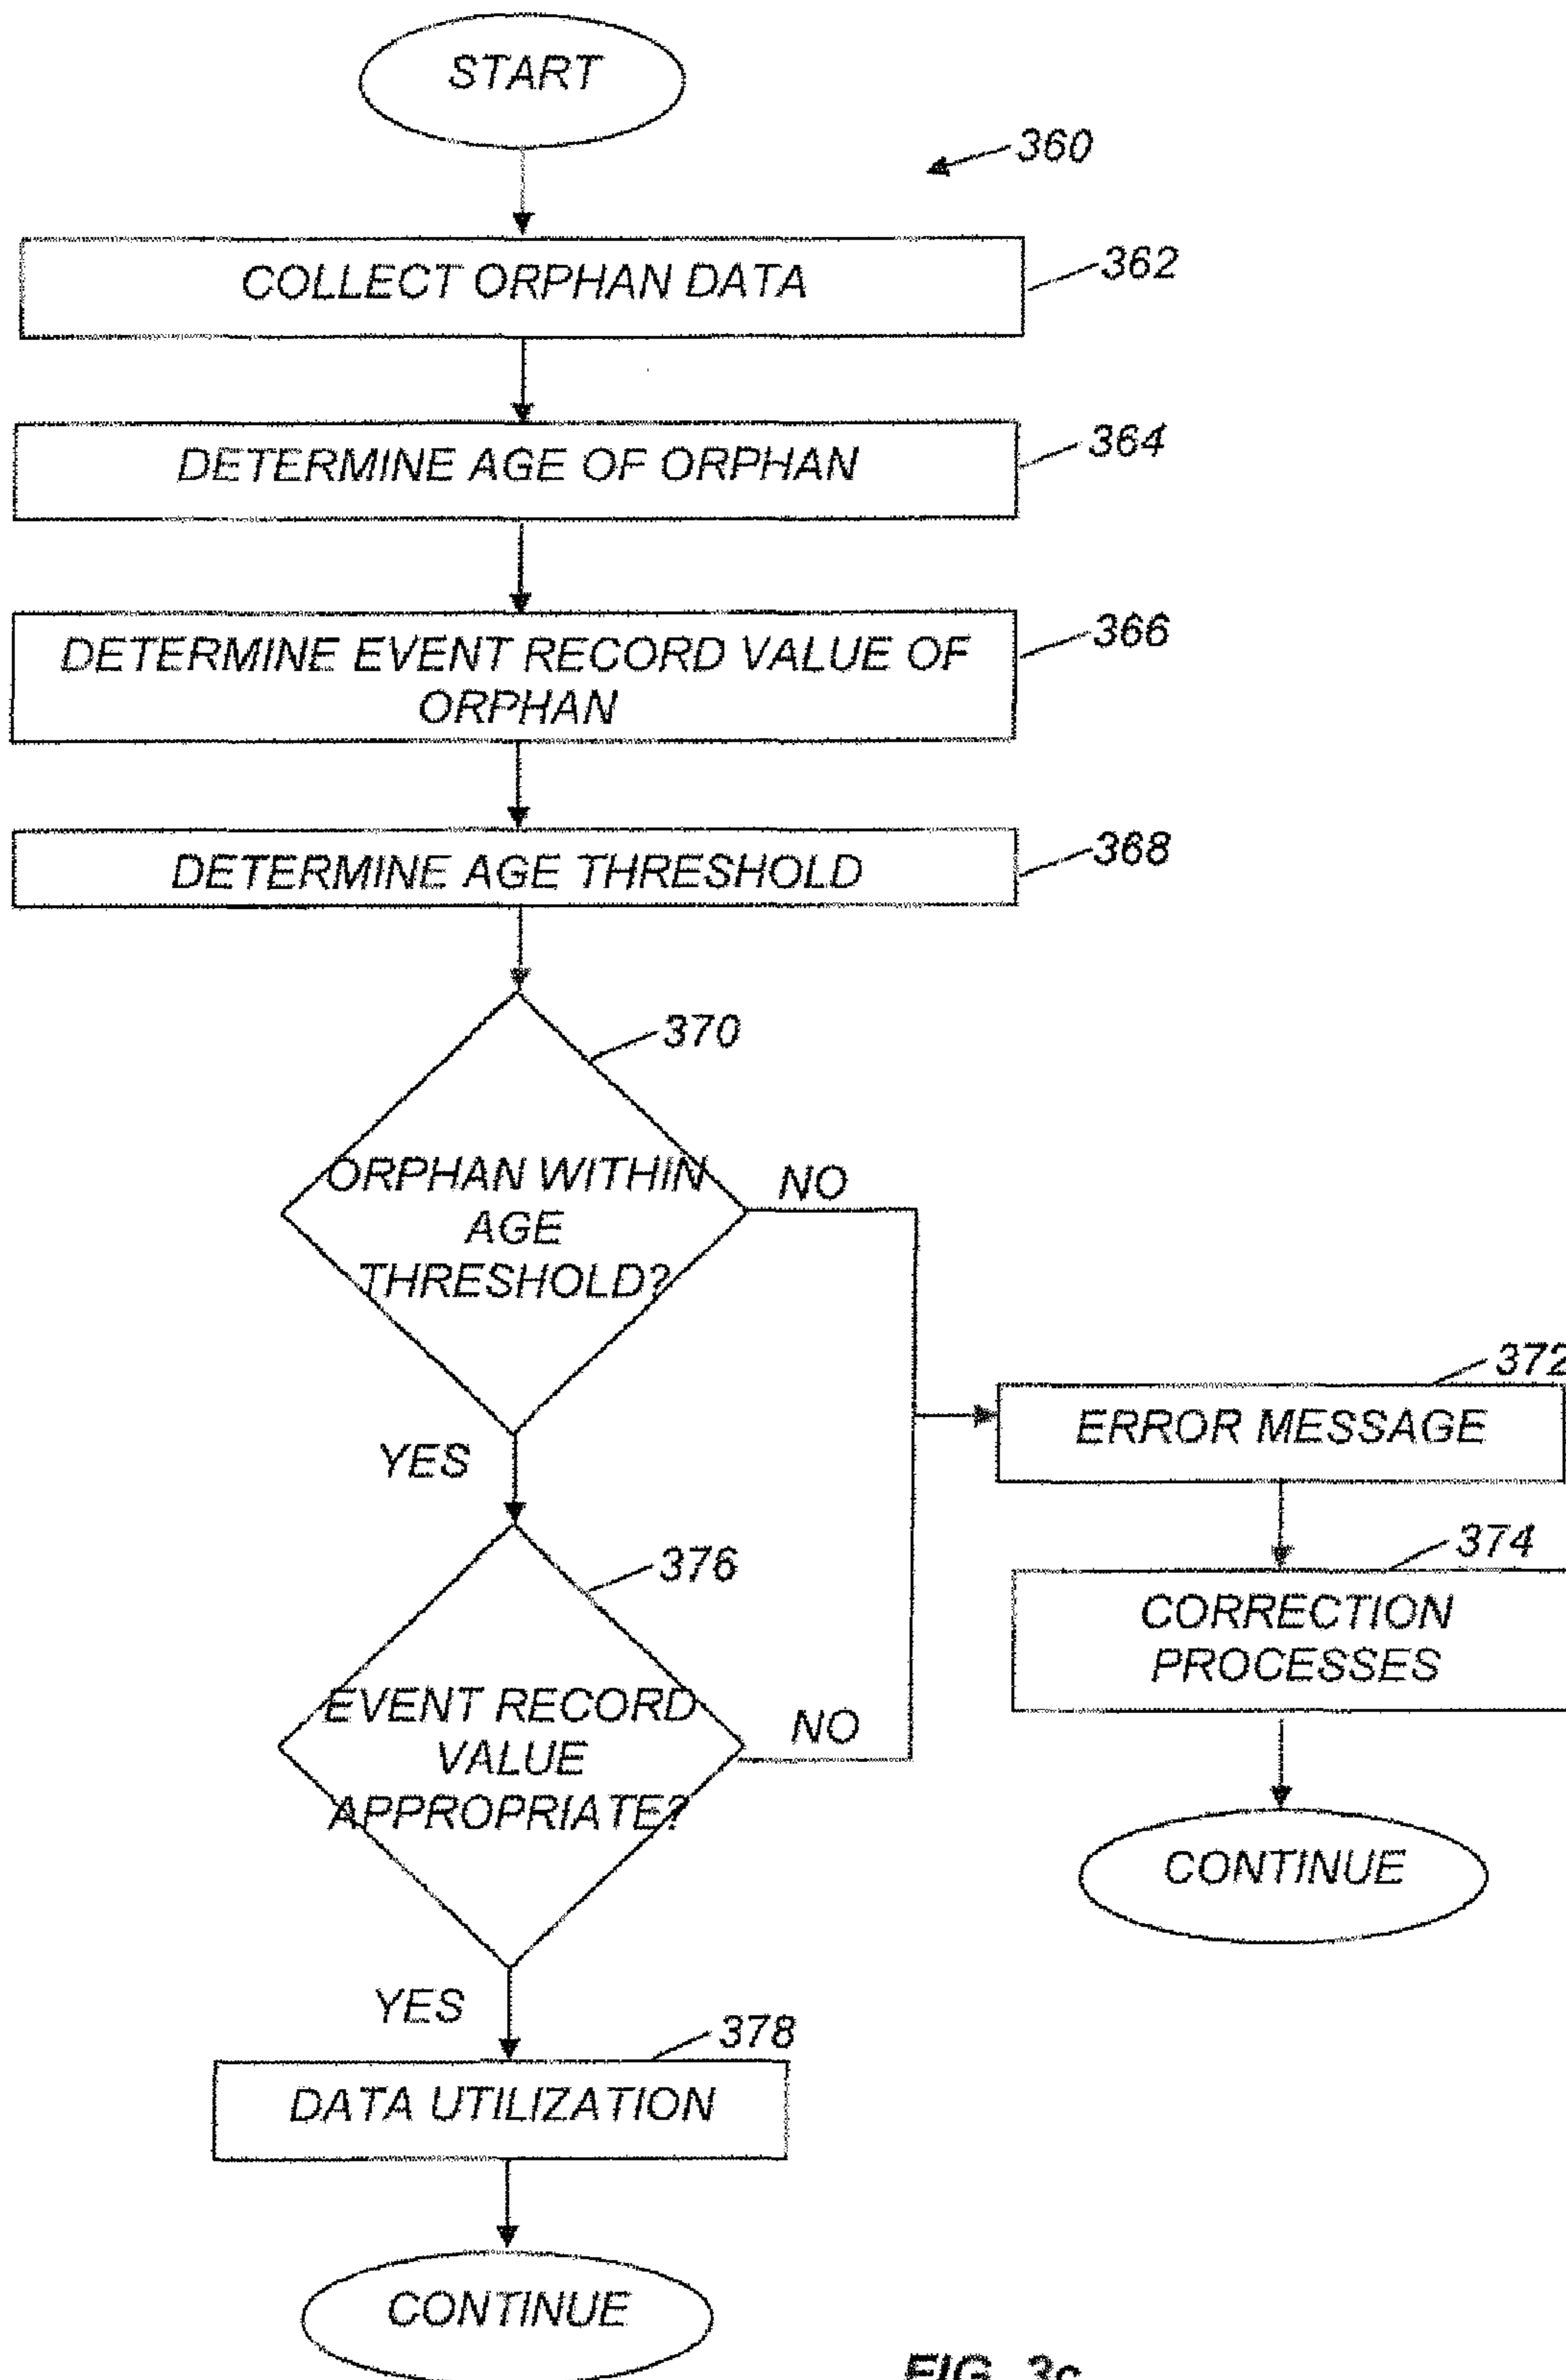 START
360
COLLECT ORPHAN DATA
362
DETERMINE AGE OF ORPHAN
364
DETERMINE EVENT RECORD VALUE OF
ORPHAN
366
DETERMINE AGE THRESHOLD
368
370
ORPHAN WITHIN
AGE
THRESHOLD?
NO
YES
372
ERROR MESSAGE
374
CORRECTION
PROCESSES
CONTINUE
376
EVENT RECORD
VALUE
APPROPRIATE?
NO
YES
378
DATA UTILIZATION
CONTINUE
FIG. 3c